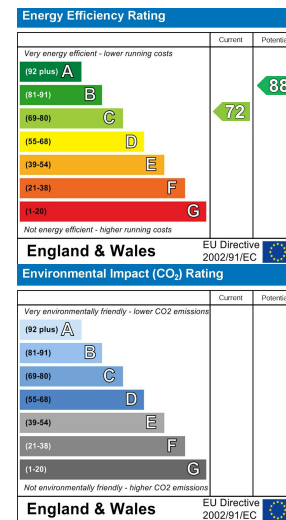 Energy Efficiency Rating
Current Potentia
Very energy efficient - lower running costs
(92 plus) A
(81-91) B
88
(69-80) C
72
(55-68) D
(39-54) E
(21-38) F
(1-20) G
Not energy efficient - higher running costs
England & Wales
EU Directive
2002/91/EC
Environmental Impact (CO2) Rating
Current Potentia
Very environmentally friendly - lower CO2 emissions
(92 plus) A
(81-91) B
(69-80) C
(55-68) D
(39-54) E
(21-38) F
(1-20) G
Not environmentally friendly - higher CO2 emissions
England & Wales
EU Directive
2002/91/EC